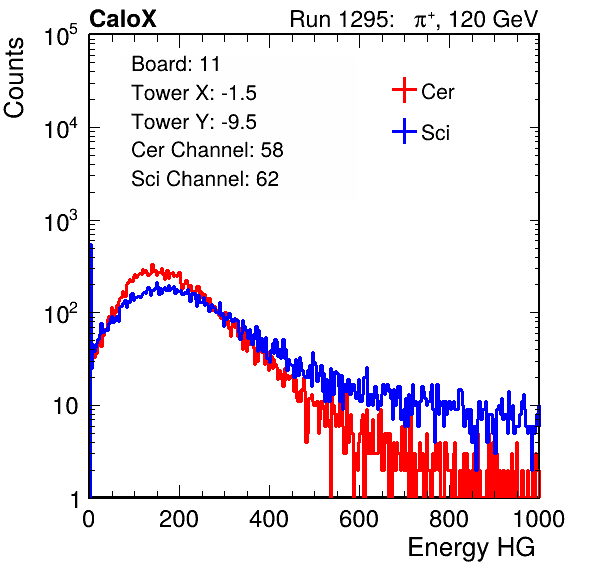 CaloX Run 1295: π⁺, 120 GeV
Counts
Board: 11
Tower X: -1.5
Tower Y: -9.5
Cer Channel: 58
Sci Channel: 62
Cer
Sci
10⁵
10⁴
10³
10²
10
1
0 200 400 600 800 1000
Energy HG